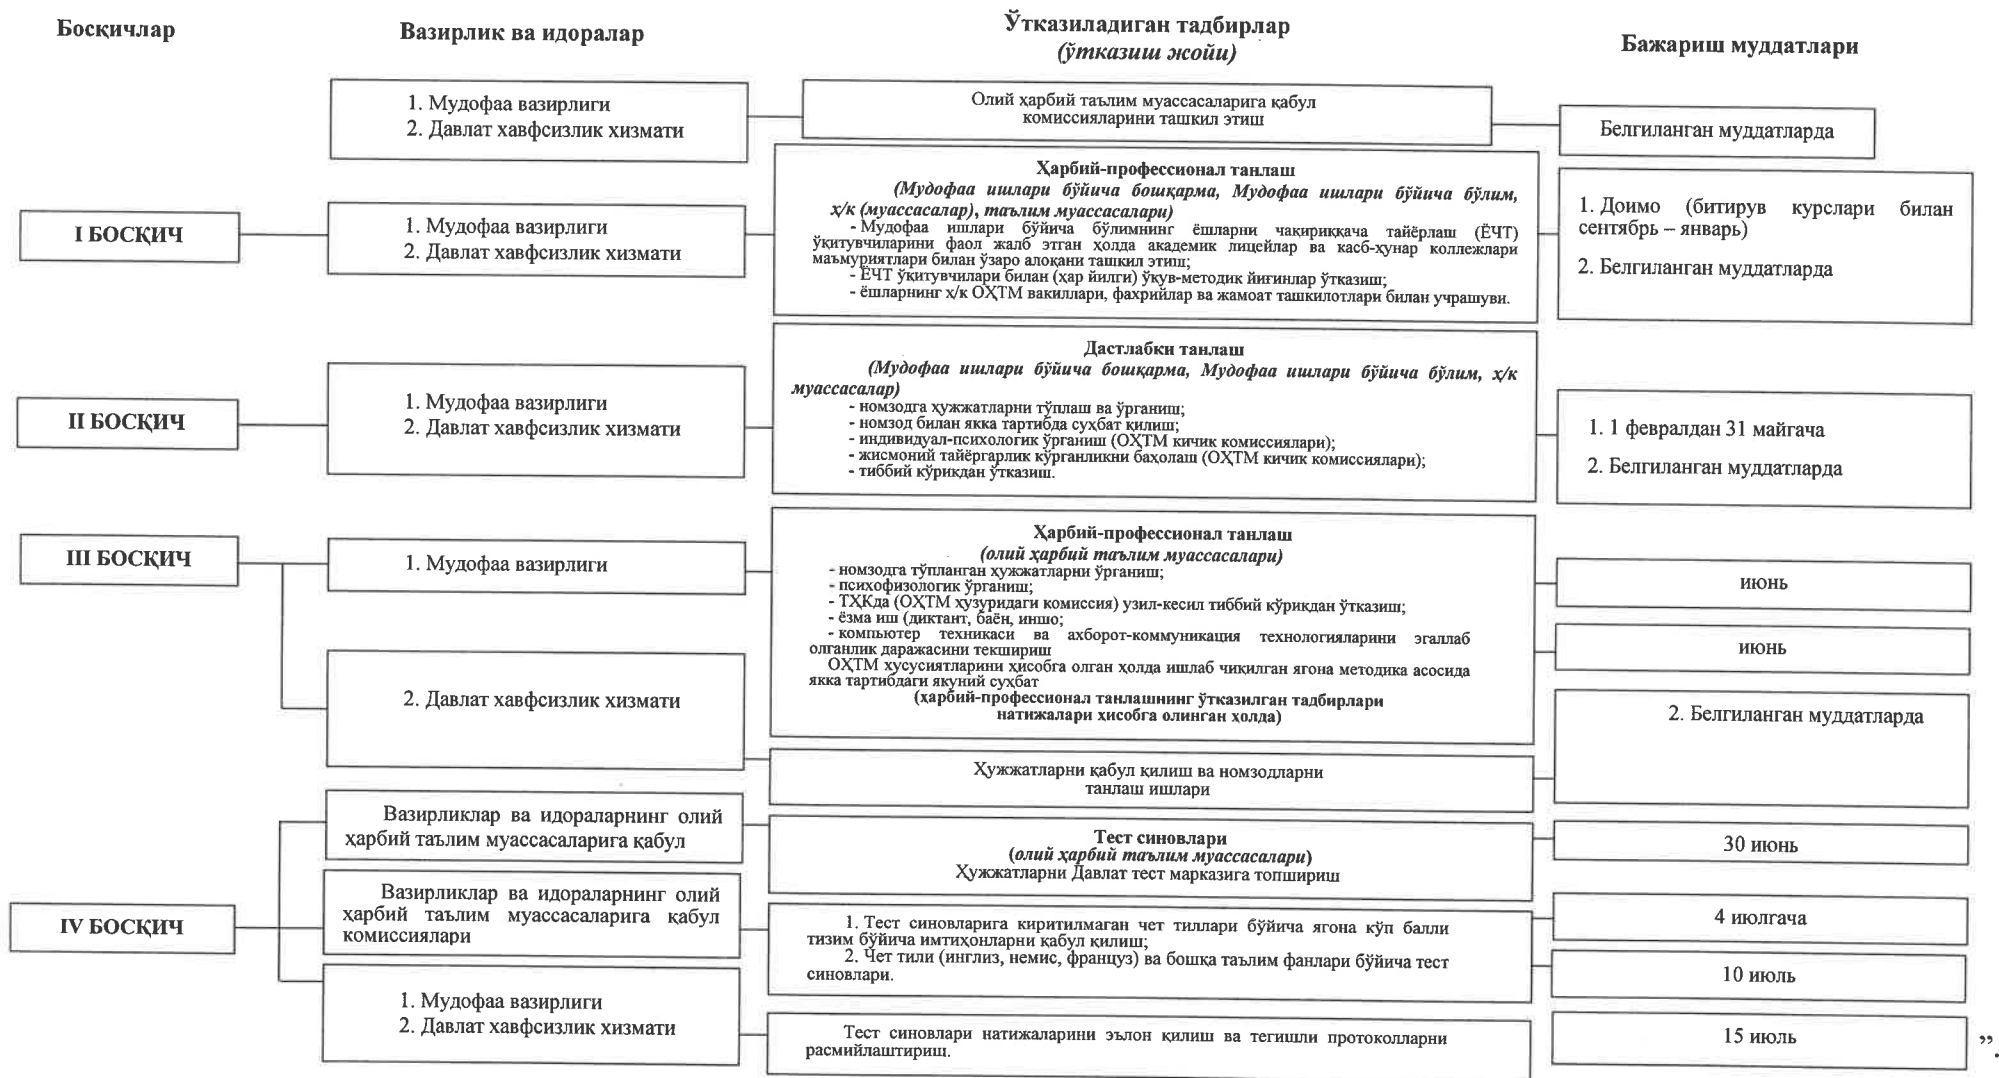 Босқичлар
Вазирлик ва идоралар
Ўтказиладиган тадбирлар
(ўтказиш жойи)
Бажариш муддатлари
1. Мудофаа вазирлиги
2. Давлат хавфсизлик хизмати
Олий ҳарбий таълим муассасаларига қабул
комиссияларини ташкил этиш
Белгиланган муддатларда
I БОСҚИЧ
1. Мудофаа вазирлиги
2. Давлат хавфсизлик хизмати
Ҳарбий-профессионал танлаш
(Мудофаа ишлари бўйича бошқарма, Мудофаа ишлари бўйича бўлим,
ҳ/к (муассасалар), таълим муассасалари)
- Мудофаа ишлари бўйича бўлимнинг ёшларни чақириққача тайёрлаш (ЁЧТ)
ўқитувчиларини фаол жалб этган ҳолда академик лицейлар ва касб-ҳунар коллежлари
маъмуриятлари билан ўзаро алоқани ташкил этиш;
- ЁЧТ ўқитувчилари билан (ҳар йилги) ўқув-методик йиғинлар ўтказиш;
- ёшларнинг ҳ/к ОҲТМ вакиллари, фахрийлар ва жамоат ташкилотлари билан учрашуви.
1. Доимо (битирув курслари билан
сентябрь – январь)
2. Белгиланган муддатларда
II БОСҚИЧ
1. Мудофаа вазирлиги
2. Давлат хавфсизлик хизмати
Дастлабки танлаш
(Мудофаа ишлари бўйича бошқарма, Мудофаа ишлари бўйича бўлим, ҳ/к
муассасалар)
- номзодга ҳужжатларни тўплаш ва ўрганиш;
- номзод билан якка тартибда суҳбат қилиш;
- индивидуал-психологик ўрганиш (ОҲТМ кичик комиссиялари);
- жисмоний тайёргарлик кўрганликни баҳолаш (ОҲТМ кичик комиссиялари);
- тиббий кўрикдан ўтказиш.
1. 1 февралдан 31 майгача
2. Белгиланган муддатларда
III БОСҚИЧ
1. Мудофаа вазирлиги
2. Давлат хавфсизлик хизмати
Ҳарбий-профессионал танлаш
(олий ҳарбий таълим муассасалари)
- номзодга тўпланган ҳужжатларни ўрганиш;
- психофизологик ўрганиш;
- ТҲКда (ОҲТМ ҳузуридаги комиссия) узил-кесил тиббий кўрикдан ўтказиш;
- ёзма иш (диктант, баён, иншо;
- компьютер техникаси ва ахборот-коммуникация технологияларини эгаллаб
олганлик даражасини текшириш
ОҲТМ хусусиятларини ҳисобга олган ҳолда ишлаб чиқилган ягона методика асосида
якка тартибдаги якуний суҳбат
(ҳарбий-профессионал танлашнинг ўтказилган тадбирлари
натижалари хисобга олинган ҳолда)
июнь
июнь
2. Белгиланган муддатларда
Ҳужжатларни қабул қилиш ва номзодларни
танлаш ишлари
IV БОСҚИЧ
Вазирликлар ва идораларнинг олий
ҳарбий таълим муассасаларига қабул
Тест синовлари
(олий ҳарбий таълим муассасалари)
Ҳужжатларни Давлат тест марказига топшириш
30 июнь
Вазирликлар ва идораларнинг олий
ҳарбий таълим муассасаларига қабул
комиссиялари
1. Тест синовларига киритилмаган чет тиллари бўйича ягона кўп балли
тизим бўйича имтиҳонларни қабул қилиш;
2. Чет тили (инглиз, немис, француз) ва бошқа таълим фанлари бўйича тест
синовлари.
4 июлгача
10 июль
1. Мудофаа вазирлиги
2. Давлат хавфсизлик хизмати
Тест синовлари натижаларини эълон қилиш ва тегишли протоколларни
расмийлаштириш.
15 июль
”.